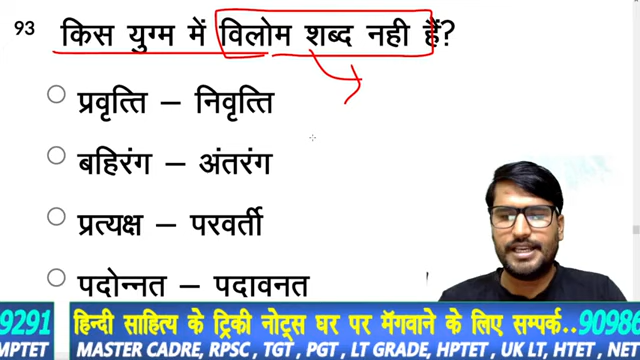 93 किस युग्म में विलोम शब्द नही हैं?
प्रवृत्ति – निवृत्ति
बहिरंग – अंतरंग
प्रत्यक्ष – परवर्ती
पदोन्नत – पदावनत
9291 हिन्दी साहित्य के ट्रिकी नोट्स घर पर मॅगवाने के लिए सम्पर्क..90986
MPTET MASTER CADRE, RPSC , TGT , PGT , LT GRADE, HPTET , UK LT, HTET , NET